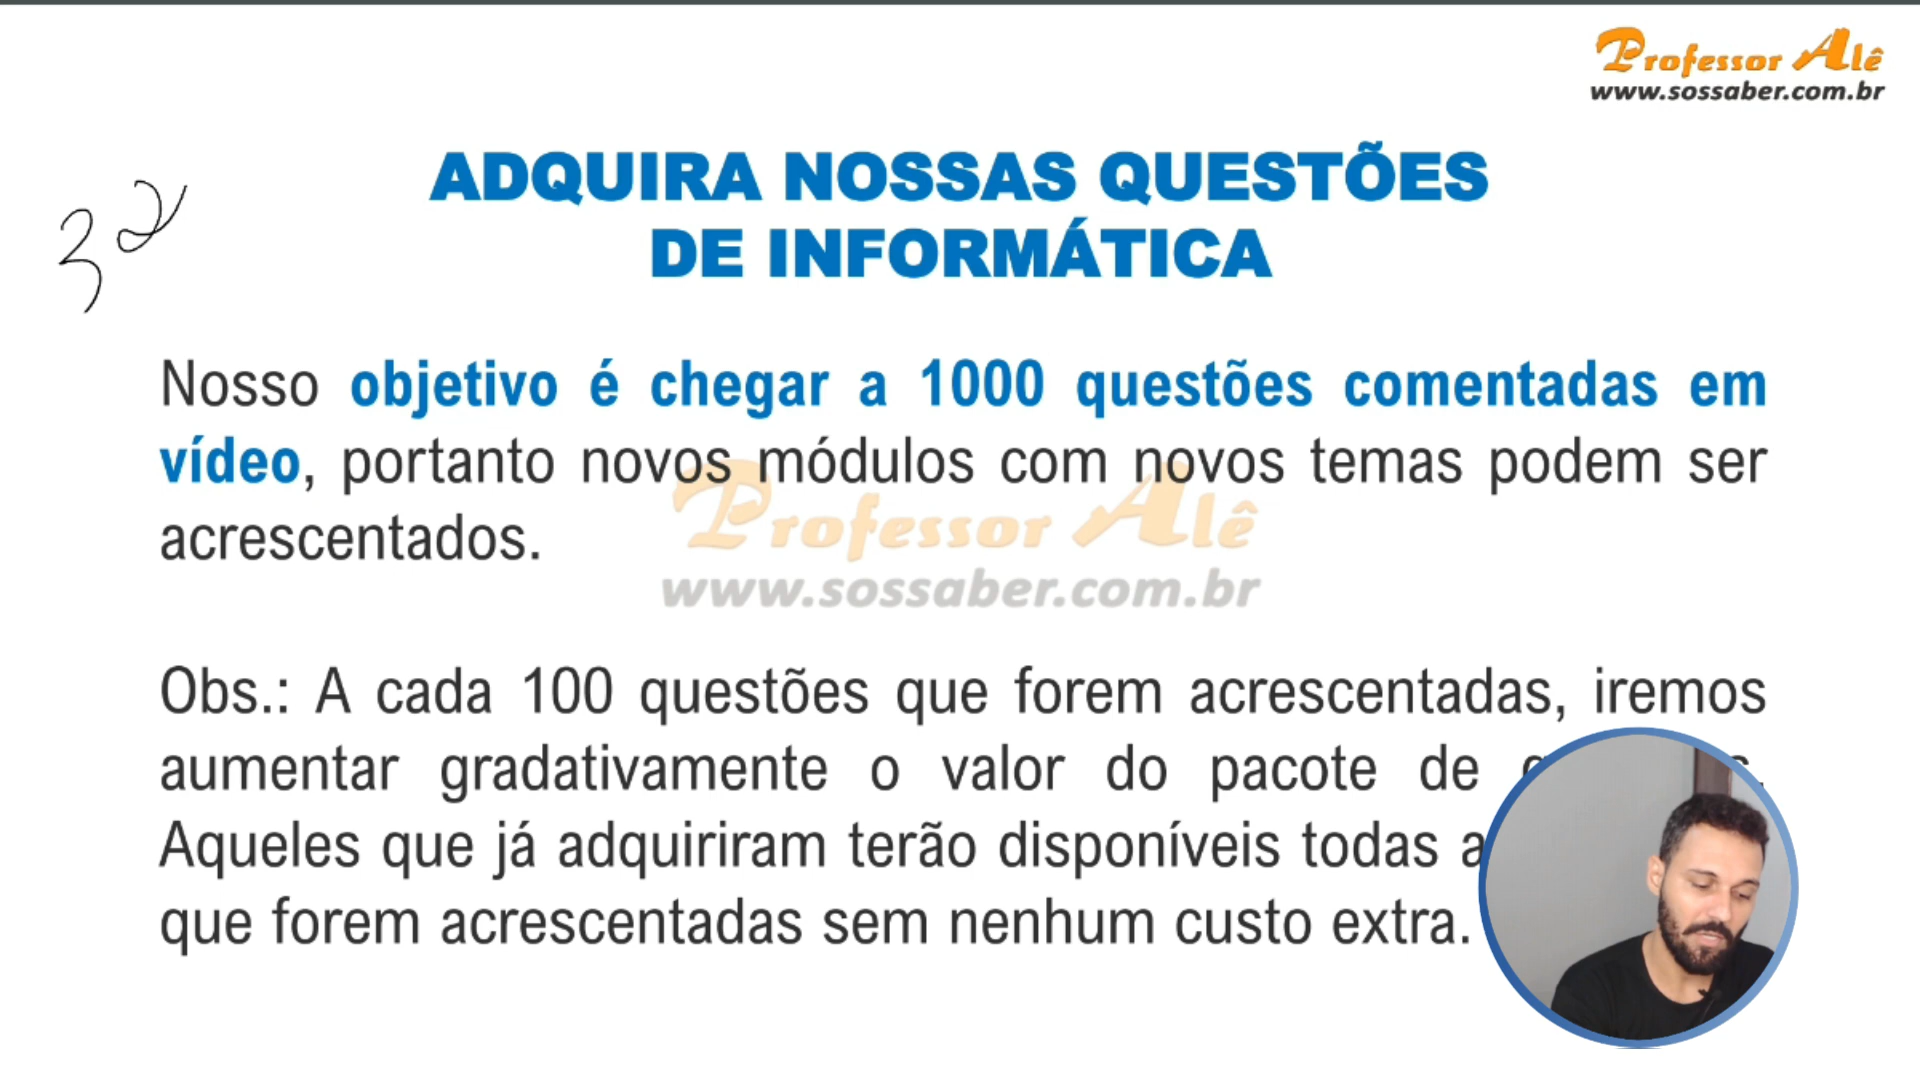 Professor Alê
www.sossaber.com.br
ADQUIRA NOSSAS QUESTÕES
DE INFORMÁTICA
32
Nosso objetivo é chegar a 1000 questões comentadas em
vídeo, portanto novos módulos com novos temas podem ser
acrescentados.
Professor Alê
www.sossaber.com.br
Obs.: A cada 100 questões que forem acrescentadas, iremos
aumentar gradativamente o valor do pacote de
Aqueles que já adquiriram terão disponíveis todas
que forem acrescentadas sem nenhum custo extra.